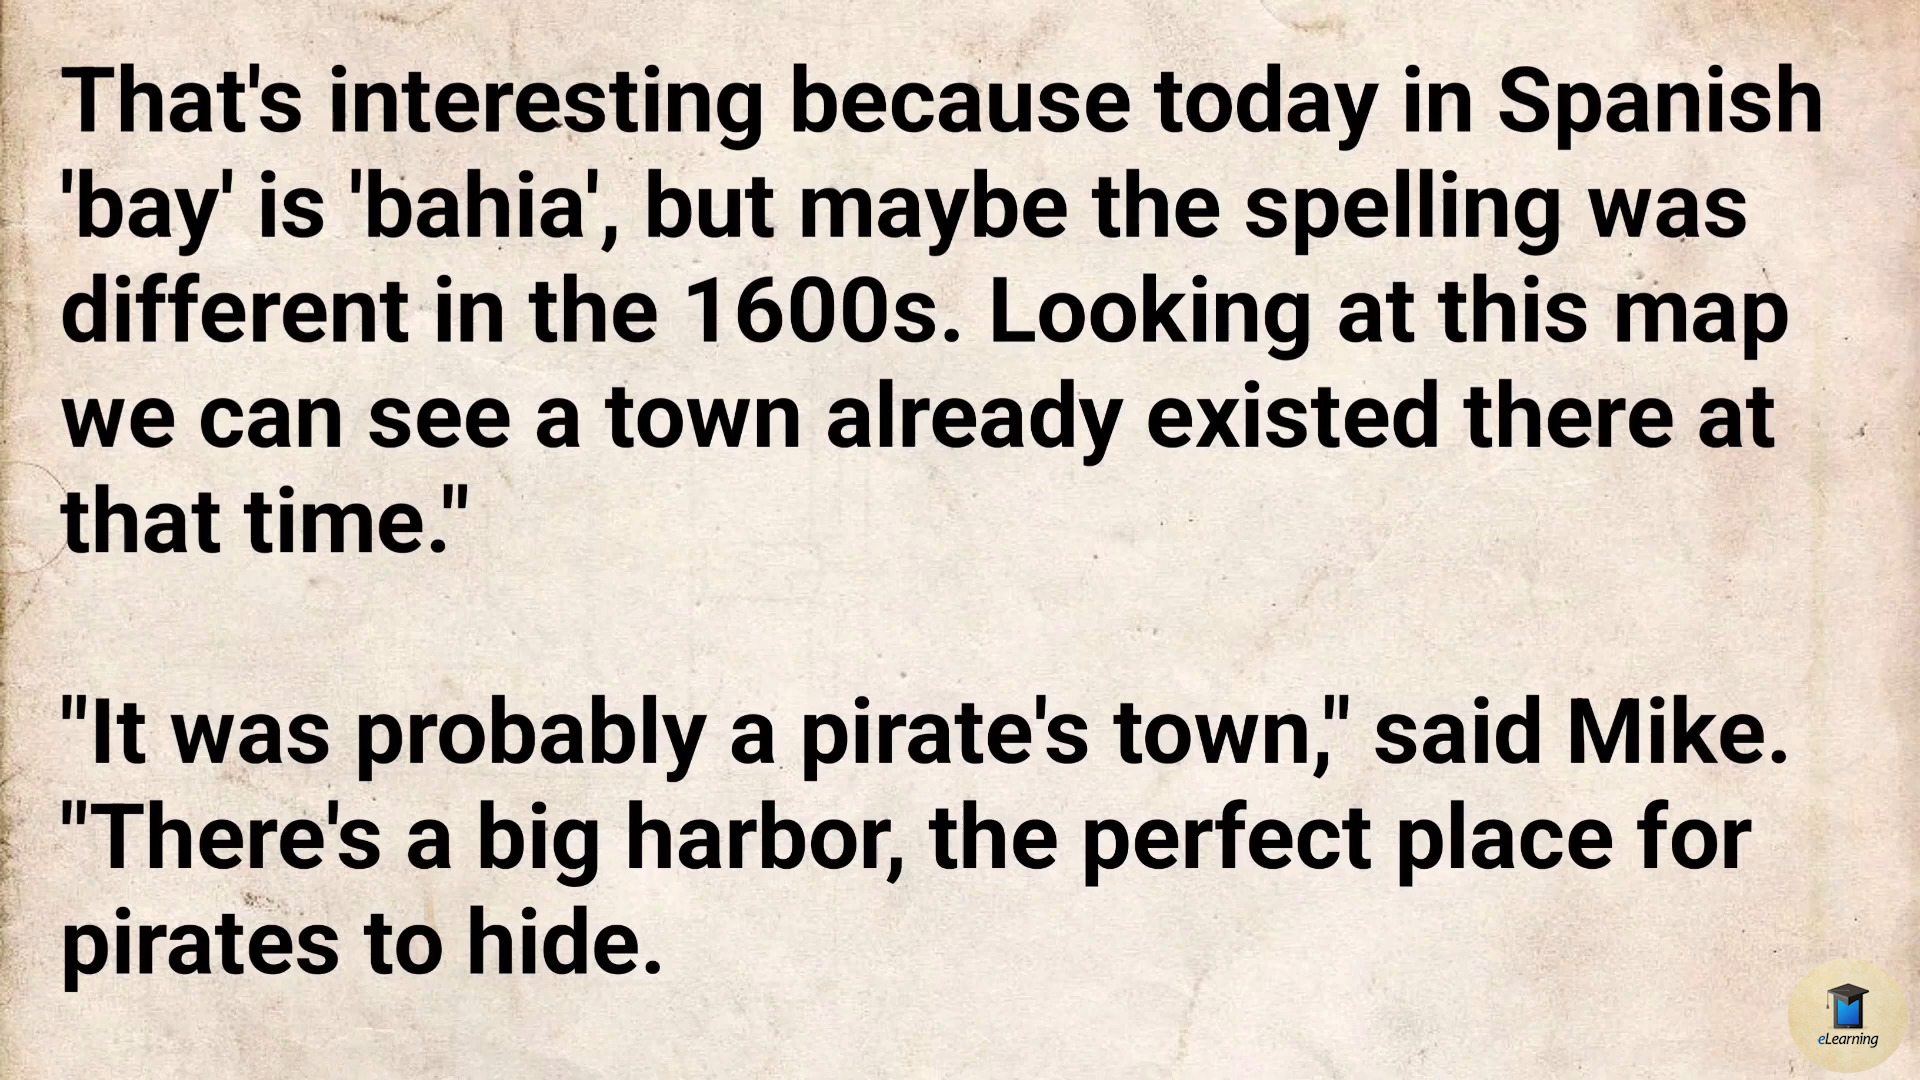 That's interesting because today in Spanish
'bay' is 'bahia', but maybe the spelling was
different in the 1600s. Looking at this map
we can see a town already existed there at
that time."
"It was probably a pirate's town," said Mike.
"There's a big harbor, the perfect place for
pirates to hide.
eLearning